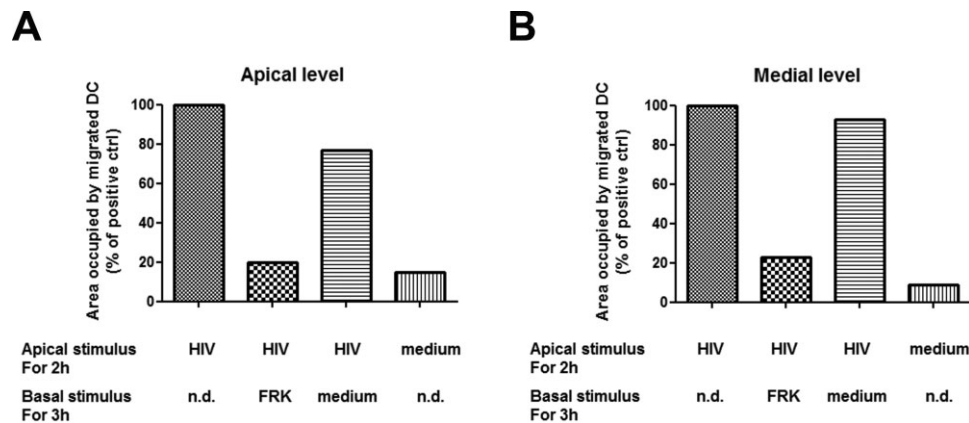 A
Apical level
Area occupied by migrated DC
(% of positive ctrl)
100
80
60
40
20
0
Apical stimulus HIV HIV HIV medium
For 2h
Basal stimulus n.d. FRK medium n.d.
For 3h
B
Medial level
Area occupied by migrated DC
(% of positive ctrl)
100
80
60
40
20
0
Apical stimulus HIV HIV HIV medium
For 2h
Basal stimulus n.d. FRK medium n.d.
For 3h